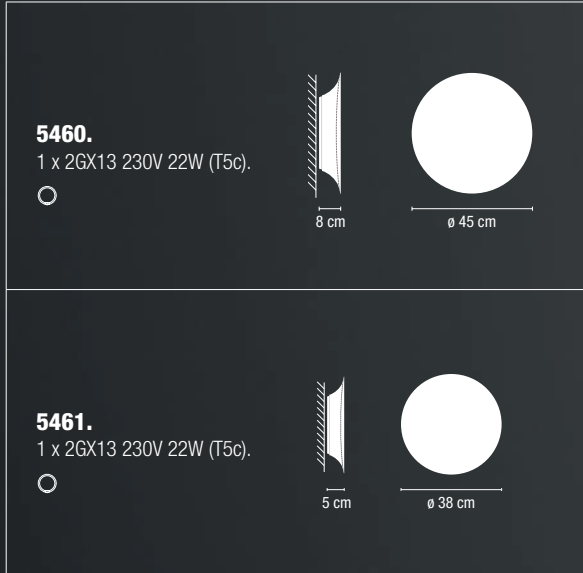 5460.
1 x 2GX13 230V 22W (T5c).
8 cm
ø 45 cm
5461.
1 x 2GX13 230V 22W (T5c).
5 cm
ø 38 cm